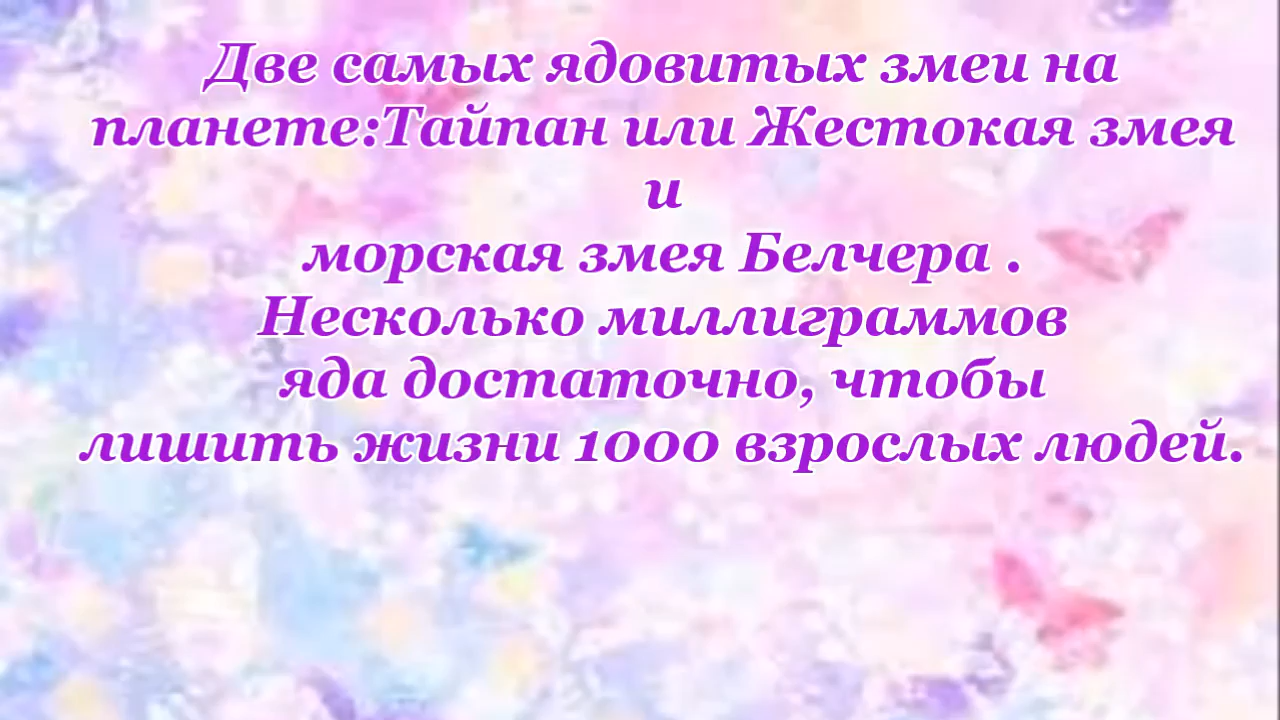 Две самых ядовитых змеи на
планете:Тайпан или Жестокая змея
и
морская змея Белчера .
Несколько миллиграммов
яда достаточно, чтобы
лишить жизни 1000 взрослых людей.